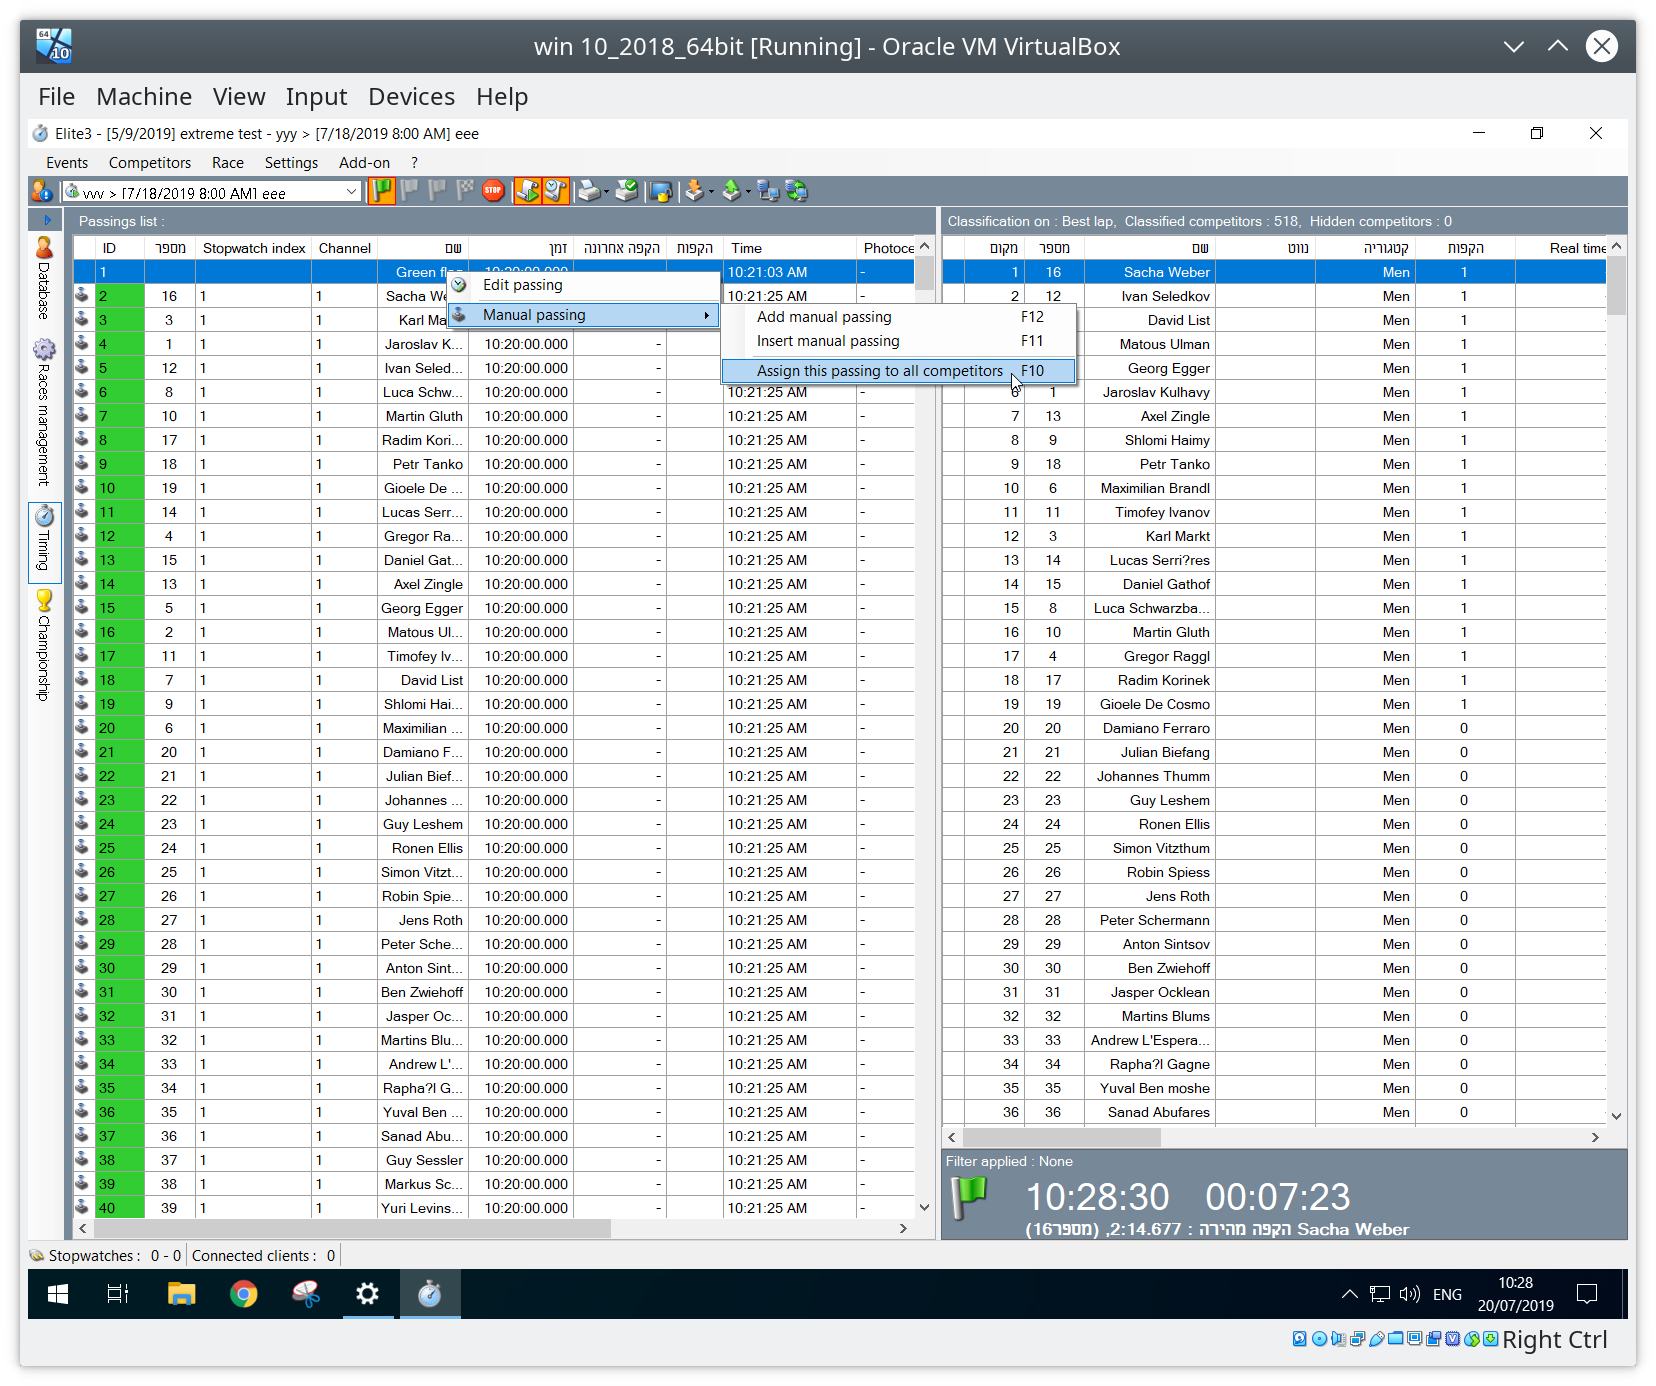 win 10_2018_64bit [Running] - Oracle VM VirtualBox
File Machine View Input Devices Help
Elite3 - [5/9/2019] extreme test - yyy > [7/18/2019 8:00 AM] eee
Events Competitors Race Settings Add-on ?
yyy > [7/18/2019 8:00 AM] eee
STOP
Database
Races management
Timing
Championship
Passings list :
ID מספר Stopwatch index Channel שם זמן הקפה אחרונה הקפות Time Photoce
1 Green flag 10:20:00.000 10:21:03 AM -
2 16 1 1 Sacha We 10:21:25 AM -
3 3 1 1 Karl Ma
4 1 1 1 Jaroslav K... 10:20:00.000 -
5 12 1 1 Ivan Seled... 10:20:00.000 -
6 8 1 1 Luca Schw... 10:20:00.000 - 10:21:25 AM -
7 10 1 1 Martin Gluth 10:20:00.000 - 10:21:25 AM -
8 17 1 1 Radim Kori... 10:20:00.000 - 10:21:25 AM -
9 18 1 1 Petr Tanko 10:20:00.000 - 10:21:25 AM -
10 19 1 1 Gioele De ... 10:20:00.000 - 10:21:25 AM -
11 14 1 1 Lucas Serr... 10:20:00.000 - 10:21:25 AM -
12 4 1 1 Gregor Ra... 10:20:00.000 - 10:21:25 AM -
13 15 1 1 Daniel Gat... 10:20:00.000 - 10:21:25 AM -
14 13 1 1 Axel Zingle 10:20:00.000 - 10:21:25 AM -
15 5 1 1 Georg Egger 10:20:00.000 - 10:21:25 AM -
16 2 1 1 Matous Ul... 10:20:00.000 - 10:21:25 AM -
17 11 1 1 Timofey Iv... 10:20:00.000 - 10:21:25 AM -
18 7 1 1 David List 10:20:00.000 - 10:21:25 AM -
19 9 1 1 Shlomi Hai... 10:20:00.000 - 10:21:25 AM -
20 6 1 1 Maximilian ... 10:20:00.000 - 10:21:25 AM -
21 20 1 1 Damiano F... 10:20:00.000 - 10:21:25 AM -
22 21 1 1 Julian Bief... 10:20:00.000 - 10:21:25 AM -
23 22 1 1 Johannes ... 10:20:00.000 - 10:21:25 AM -
24 23 1 1 Guy Leshem 10:20:00.000 - 10:21:25 AM -
25 24 1 1 Ronen Ellis 10:20:00.000 - 10:21:25 AM -
26 25 1 1 Simon Vitzt... 10:20:00.000 - 10:21:25 AM -
27 26 1 1 Robin Spie... 10:20:00.000 - 10:21:25 AM -
28 27 1 1 Jens Roth 10:20:00.000 - 10:21:25 AM -
29 28 1 1 Peter Sche... 10:20:00.000 - 10:21:25 AM -
30 29 1 1 Anton Sint... 10:20:00.000 - 10:21:25 AM -
31 30 1 1 Ben Zwiehoff 10:20:00.000 - 10:21:25 AM -
32 31 1 1 Jasper Oc... 10:20:00.000 - 10:21:25 AM -
33 32 1 1 Martins Blu... 10:20:00.000 - 10:21:25 AM -
34 33 1 1 Andrew L'... 10:20:00.000 - 10:21:25 AM -
35 34 1 1 Rapha?l G... 10:20:00.000 - 10:21:25 AM -
36 35 1 1 Yuval Ben ... 10:20:00.000 - 10:21:25 AM -
37 36 1 1 Sanad Abu... 10:20:00.000 - 10:21:25 AM -
38 37 1 1 Guy Sessler 10:20:00.000 - 10:21:25 AM -
39 38 1 1 Markus Sc... 10:20:00.000 - 10:21:25 AM -
40 39 1 1 Yuri Levins... 10:20:00.000 - 10:21:25 AM -
Edit passing
Manual passing
Add manual passing F12
Insert manual passing F11
Assign this passing to all competitors F10
Classification on : Best lap, Classified competitors : 518, Hidden competitors : 0
מקום מספר שם נווט קטגוריה הקפות Real time
1 16 Sacha Weber Men 1
2 12 Ivan Seledkov Men 1
David List Men 1
Matous Ulman Men 1
Georg Egger Men 1
6 1 Jaroslav Kulhavy Men 1
7 13 Axel Zingle Men 1
8 9 Shlomi Haimy Men 1
9 18 Petr Tanko Men 1
10 6 Maximilian Brandl Men 1
11 11 Timofey Ivanov Men 1
12 3 Karl Markt Men 1
13 14 Lucas Serri?res Men 1
14 15 Daniel Gathof Men 1
15 8 Luca Schwarzba... Men 1
16 10 Martin Gluth Men 1
17 4 Gregor Raggl Men 1
18 17 Radim Korinek Men 1
19 19 Gioele De Cosmo Men 1
20 20 Damiano Ferraro Men 0
21 21 Julian Biefang Men 0
22 22 Johannes Thumm Men 0
23 23 Guy Leshem Men 0
24 24 Ronen Ellis Men 0
25 25 Simon Vitzthum Men 0
26 26 Robin Spiess Men 0
27 27 Jens Roth Men 0
28 28 Peter Schermann Men 0
29 29 Anton Sintsov Men 0
30 30 Ben Zwiehoff Men 0
31 31 Jasper Ocklean Men 0
32 32 Martins Blums Men 0
33 33 Andrew L'Espera... Men 0
34 34 Rapha?l Gagne Men 0
35 35 Yuval Ben moshe Men 0
36 36 Sanad Abufares Men 0
Filter applied : None
10:28:30 00:07:23
Sacha Weber הקפה מהירה : 2:14.677, (מספר16)
Stopwatches : 0 - 0 Connected clients : 0
ENG 10:28
20/07/2019
Right Ctrl